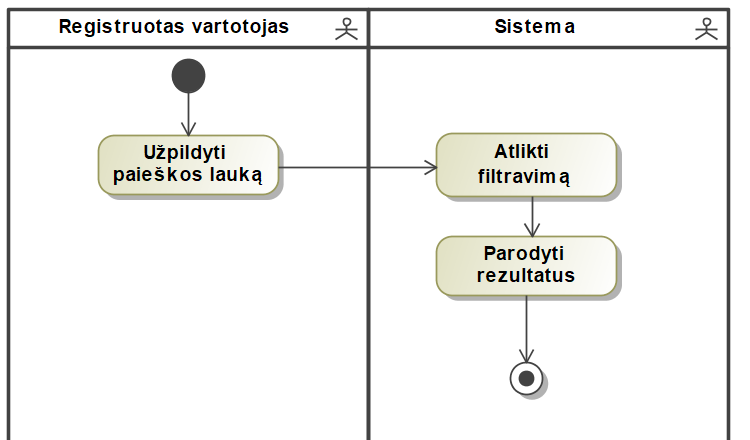 Registruotas vartotojas
Sistema
Užpildyti
paieškos lauką
Atlikti
filtravimą
Parodyti
rezultatus